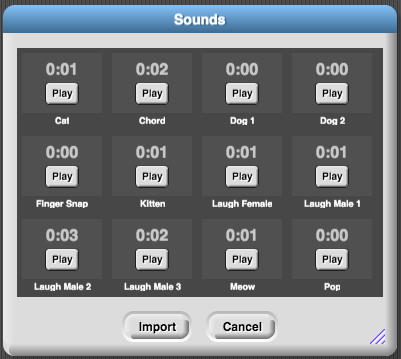 Sounds
0:01 0:02 0:00 0:00
Play Play Play Play
Cat Chord Dog 1 Dog 2
0:00 0:01 0:01 0:01
Play Play Play Play
Finger Snap Kitten Laugh Female Laugh Male 1
0:03 0:02 0:01 0:00
Play Play Play Play
Laugh Male 2 Laugh Male 3 Meow Pop
Import Cancel